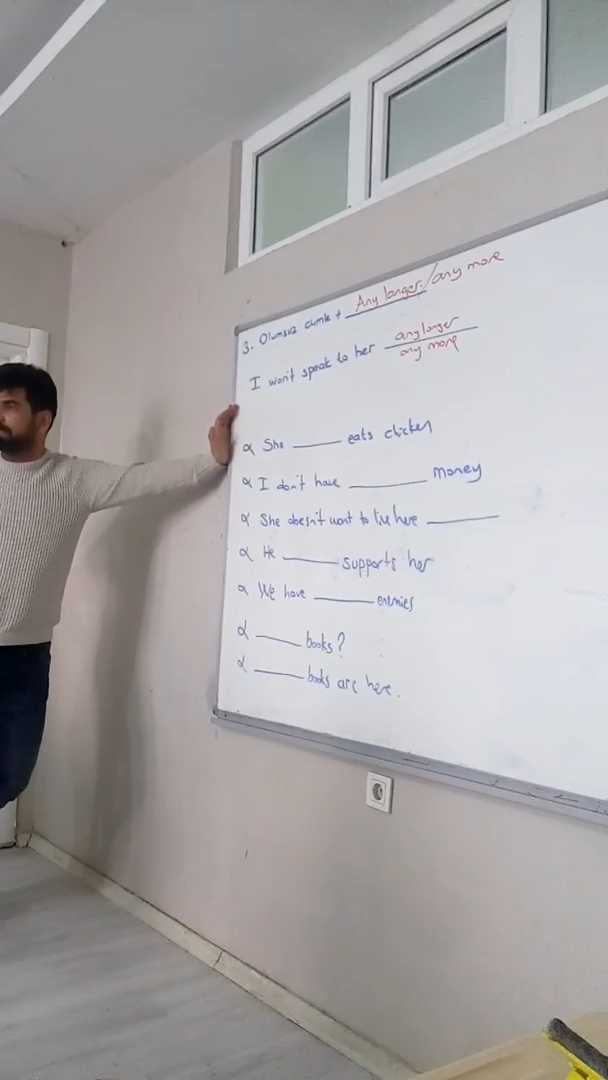 3. Olumsuz cümle + Any longer / any more
I won't speak to her any longer
any more
α She ____ eats chicken
α I don't have ____ money
α She doesn't want to live here ____
α He ____ supports her
α We have ____ enemies
α ____ books?
α ____ books are here.